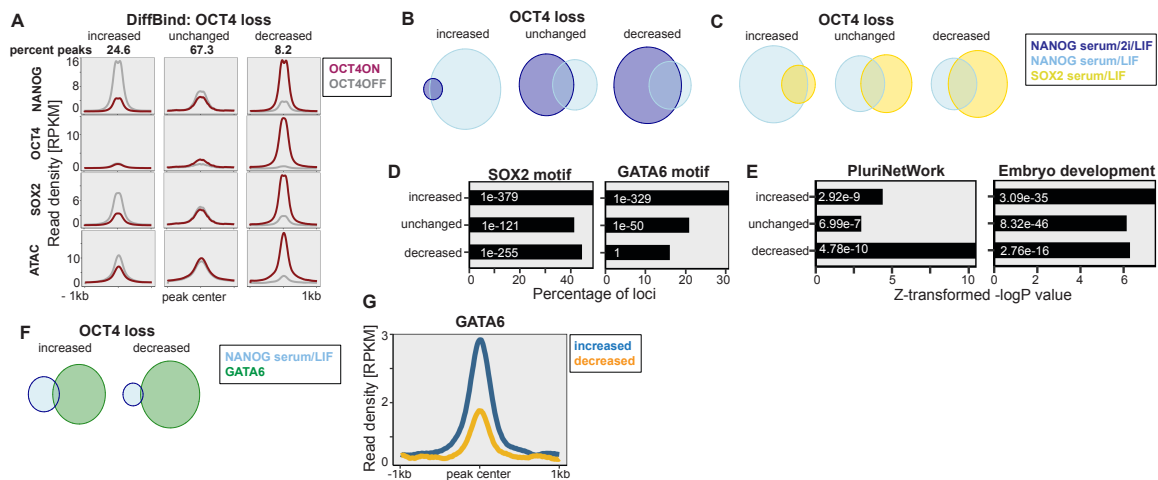 A
DiffBind: OCT4 loss
increased unchanged decreased
percent peaks 24.6 67.3 8.2
OCT4ON
OCT4OFF
Read density [RPKM]
NANOG
16
8
0
OCT4
10
0
SOX2
6
0
ATAC
10
0
- 1kb peak center 1kb
B
OCT4 loss
increased unchanged decreased
C
OCT4 loss
increased unchanged decreased
NANOG serum/2i/LIF
NANOG serum/LIF
SOX2 serum/LIF
D
SOX2 motif GATA6 motif
increased 1e-379 1e-329
unchanged 1e-121 1e-50
decreased 1e-255 1
0 10 20 30 40 0 10 20 30
Percentage of loci
E
PluriNetWork Embryo development
increased 2.92e-9 3.09e-35
unchanged 6.99e-7 8.32e-46
decreased 4.78e-10 2.76e-16
0 2 4 6 8 10 0 2 4 6
Z-transformed -logP value
F
OCT4 loss
increased decreased
NANOG serum/LIF
GATA6
G
GATA6
increased
decreased
Read density [RPKM]
3
2
0
-1kb peak center 1kb